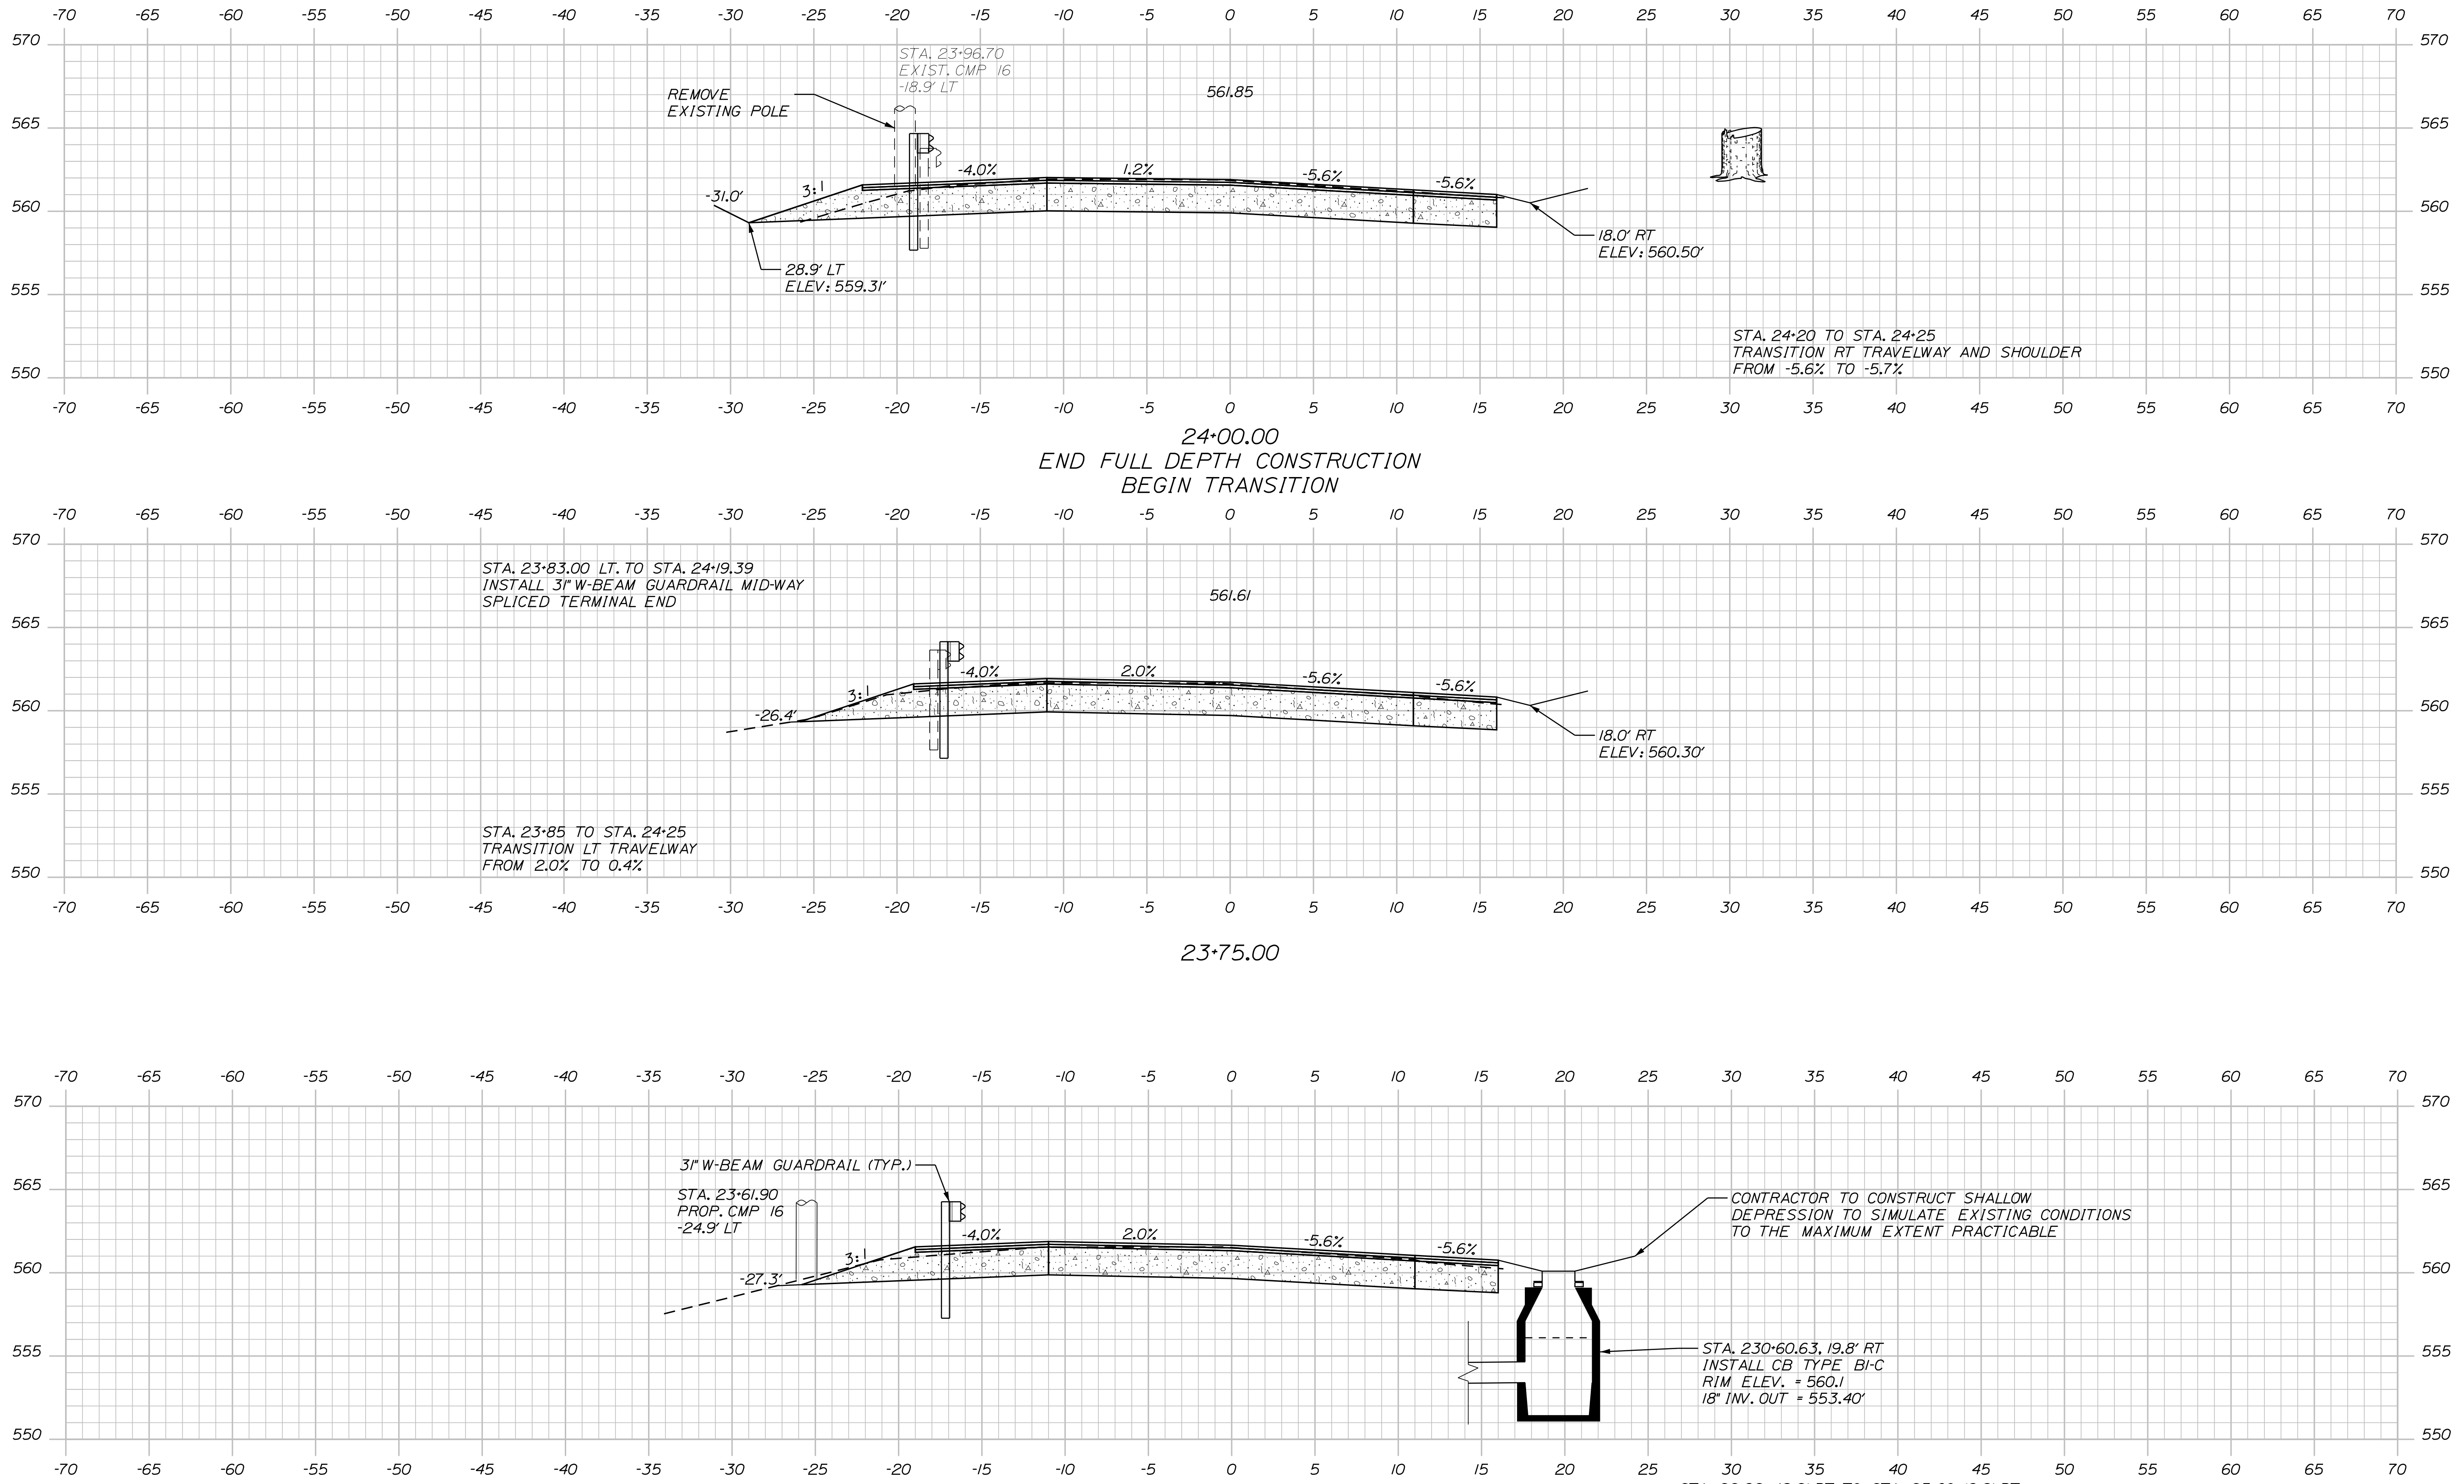 -70 -65 -60 -55 -50 -45 -40 -35 -30 -25 -20 -15 -10 -5 0 5 10 15 20 25 30 35 40 45 50 55 60 65 70
570 570
STA. 23+96.70
EXIST. CMP 16
-18.9' LT
REMOVE
EXISTING POLE
561.85
565 565
3:1 -4.0% 1.2% -5.6% -5.6%
-31.0'
560 560
18.0' RT
ELEV: 560.50'
28.9' LT
ELEV: 559.31'
555 555
STA. 24+20 TO STA. 24+25
TRANSITION RT TRAVELWAY AND SHOULDER
FROM -5.6% TO -5.7%
550 550
-70 -65 -60 -55 -50 -45 -40 -35 -30 -25 -20 -15 -10 -5 0 5 10 15 20 25 30 35 40 45 50 55 60 65 70
24+00.00
END FULL DEPTH CONSTRUCTION
BEGIN TRANSITION
-70 -65 -60 -55 -50 -45 -40 -35 -30 -25 -20 -15 -10 -5 0 5 10 15 20 25 30 35 40 45 50 55 60 65 70
570 570
STA. 23+83.00 LT. TO STA. 24+19.39
INSTALL 31" W-BEAM GUARDRAIL MID-WAY
SPLICED TERMINAL END
561.61
565 565
3:1 -4.0% 2.0% -5.6% -5.6%
-26.4'
560 560
18.0' RT
ELEV: 560.30'
555 555
STA. 23+85 TO STA. 24+25
TRANSITION LT TRAVELWAY
FROM 2.0% TO 0.4%
550 550
-70 -65 -60 -55 -50 -45 -40 -35 -30 -25 -20 -15 -10 -5 0 5 10 15 20 25 30 35 40 45 50 55 60 65 70
23+75.00
-70 -65 -60 -55 -50 -45 -40 -35 -30 -25 -20 -15 -10 -5 0 5 10 15 20 25 30 35 40 45 50 55 60 65 70
570 570
31" W-BEAM GUARDRAIL (TYP.)
565 565
STA. 23+61.90
PROP. CMP 16
-24.9' LT
CONTRACTOR TO CONSTRUCT SHALLOW
DEPRESSION TO SIMULATE EXISTING CONDITIONS
TO THE MAXIMUM EXTENT PRACTICABLE
3:1 -4.0% 2.0% -5.6% -5.6%
-27.3'
560 560
555 555
STA. 230+60.63, 19.8' RT
INSTALL CB TYPE B1-C
RIM ELEV. = 560.1
18" INV. OUT = 553.40'
550 550
-70 -65 -60 -55 -50 -45 -40 -35 -30 -25 -20 -15 -10 -5 0 5 10 15 20 25 30 35 40 45 50 55 60 65 70